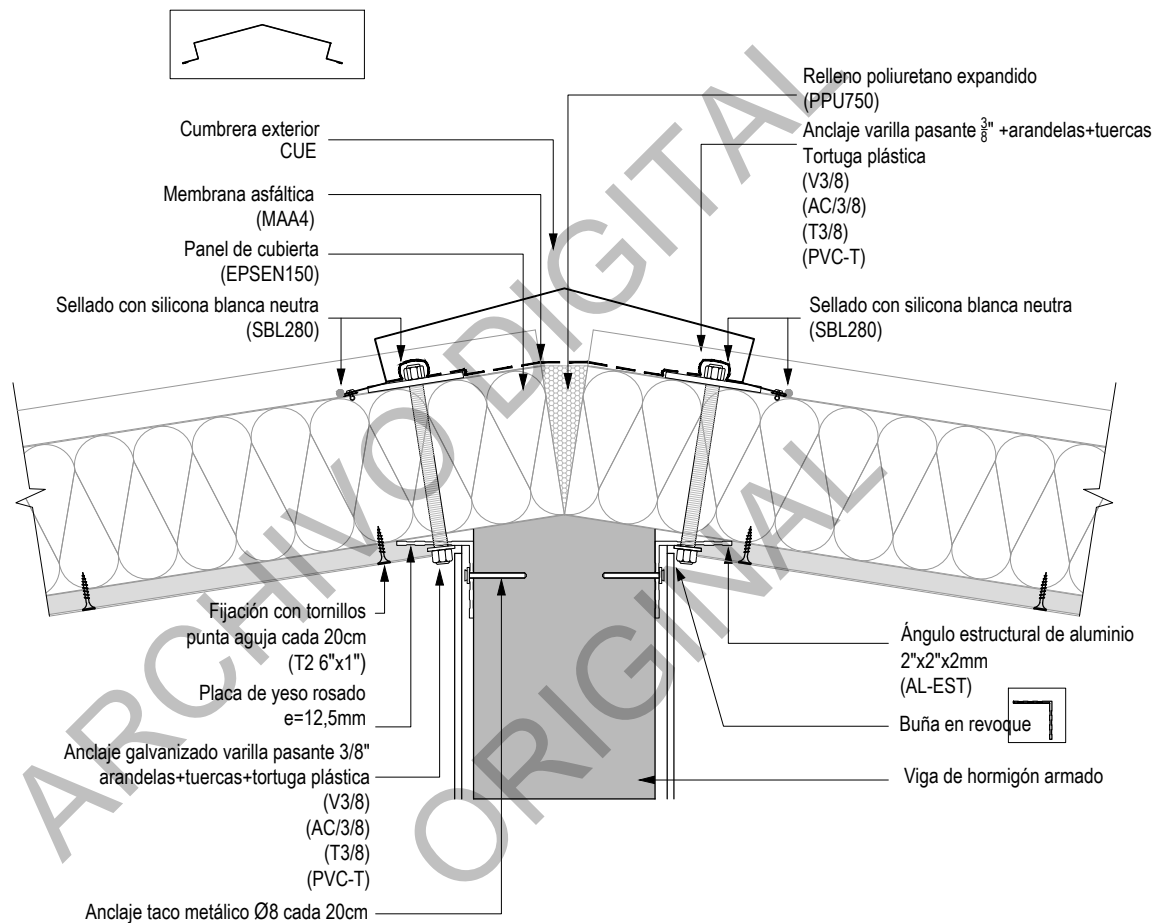 Cumbrera exterior
CUE
Membrana asfáltica
(MAA4)
Panel de cubierta
(EPSEN150)
Sellado con silicona blanca neutra
(SBL280)
Relleno poliuretano expandido
(PPU750)
Anclaje varilla pasante 3/8" +arandelas+tuercas
Tortuga plástica
(V3/8)
(AC/3/8)
(T3/8)
(PVC-T)
Sellado con silicona blanca neutra
(SBL280)
Fijación con tornillos
punta aguja cada 20cm
(T2 6"x1")
Placa de yeso rosado
e=12,5mm
Anclaje galvanizado varilla pasante 3/8"
arandelas+tuercas+tortuga plástica
(V3/8)
(AC/3/8)
(T3/8)
(PVC-T)
Anclaje taco metálico Ø8 cada 20cm
Ángulo estructural de aluminio
2"x2"x2mm
(AL-EST)
Buña en revoque
Viga de hormigón armado
ARCHIVO DIGITAL
ORIGINAL